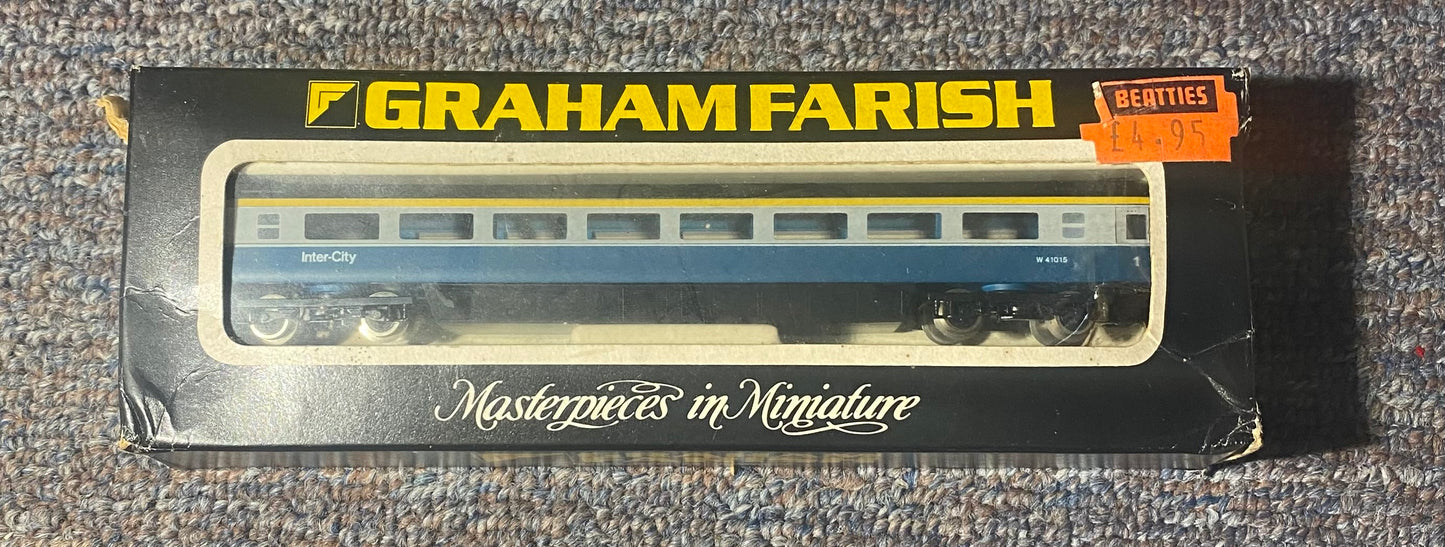 GRAHAM FARISH
BEATTIES
£4.95
Inter-City
W 41015
1
Masterpieces in Miniature